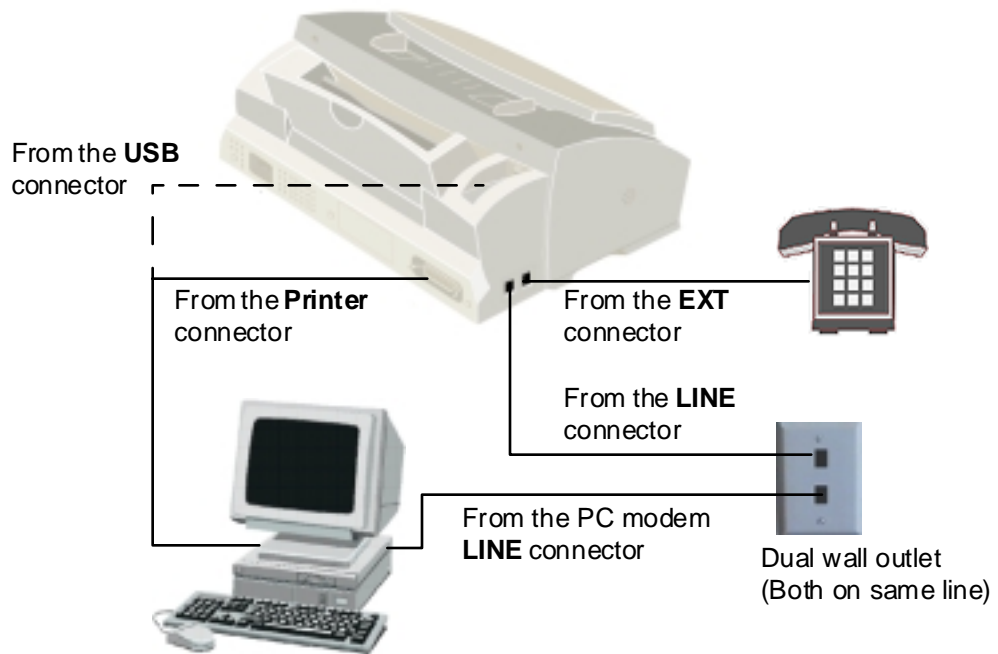 From the USB
connector
From the Printer
connector
From the EXT
connector
From the LINE
connector
From the PC modem
LINE connector
Dual wall outlet
(Both on same line)